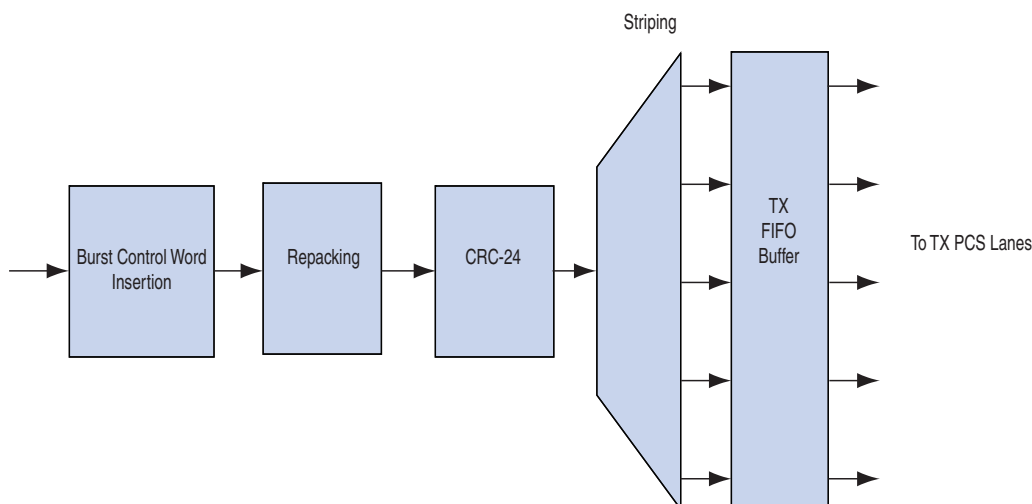 Striping
Burst Control Word
Insertion
Repacking
CRC-24
TX
FIFO
Buffer
To TX PCS Lanes